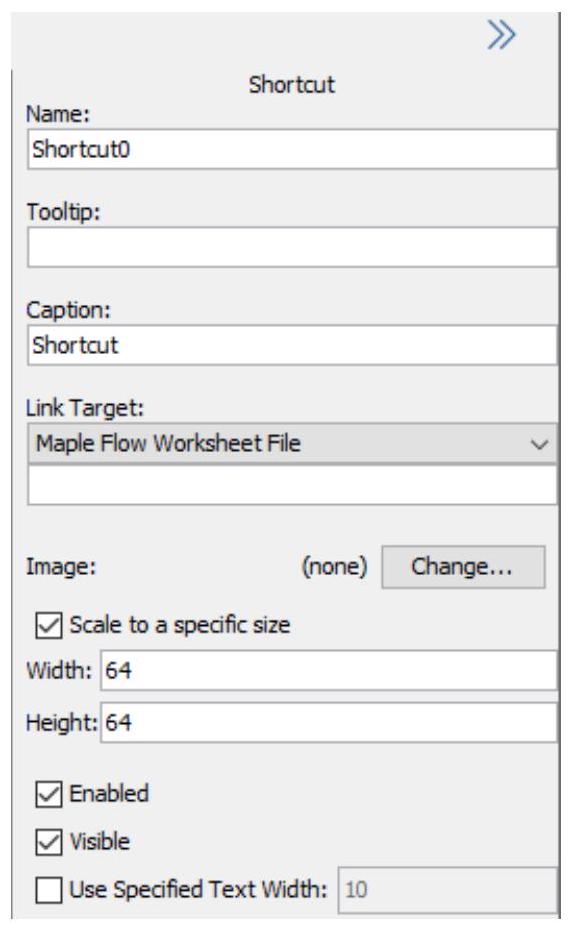 Shortcut
Name:
Shortcut0
Tooltip:
Caption:
Shortcut
Link Target:
Maple Flow Worksheet File
Image: (none) Change...
Scale to a specific size
Width: 64
Height: 64
Enabled
Visible
Use Specified Text Width: 10